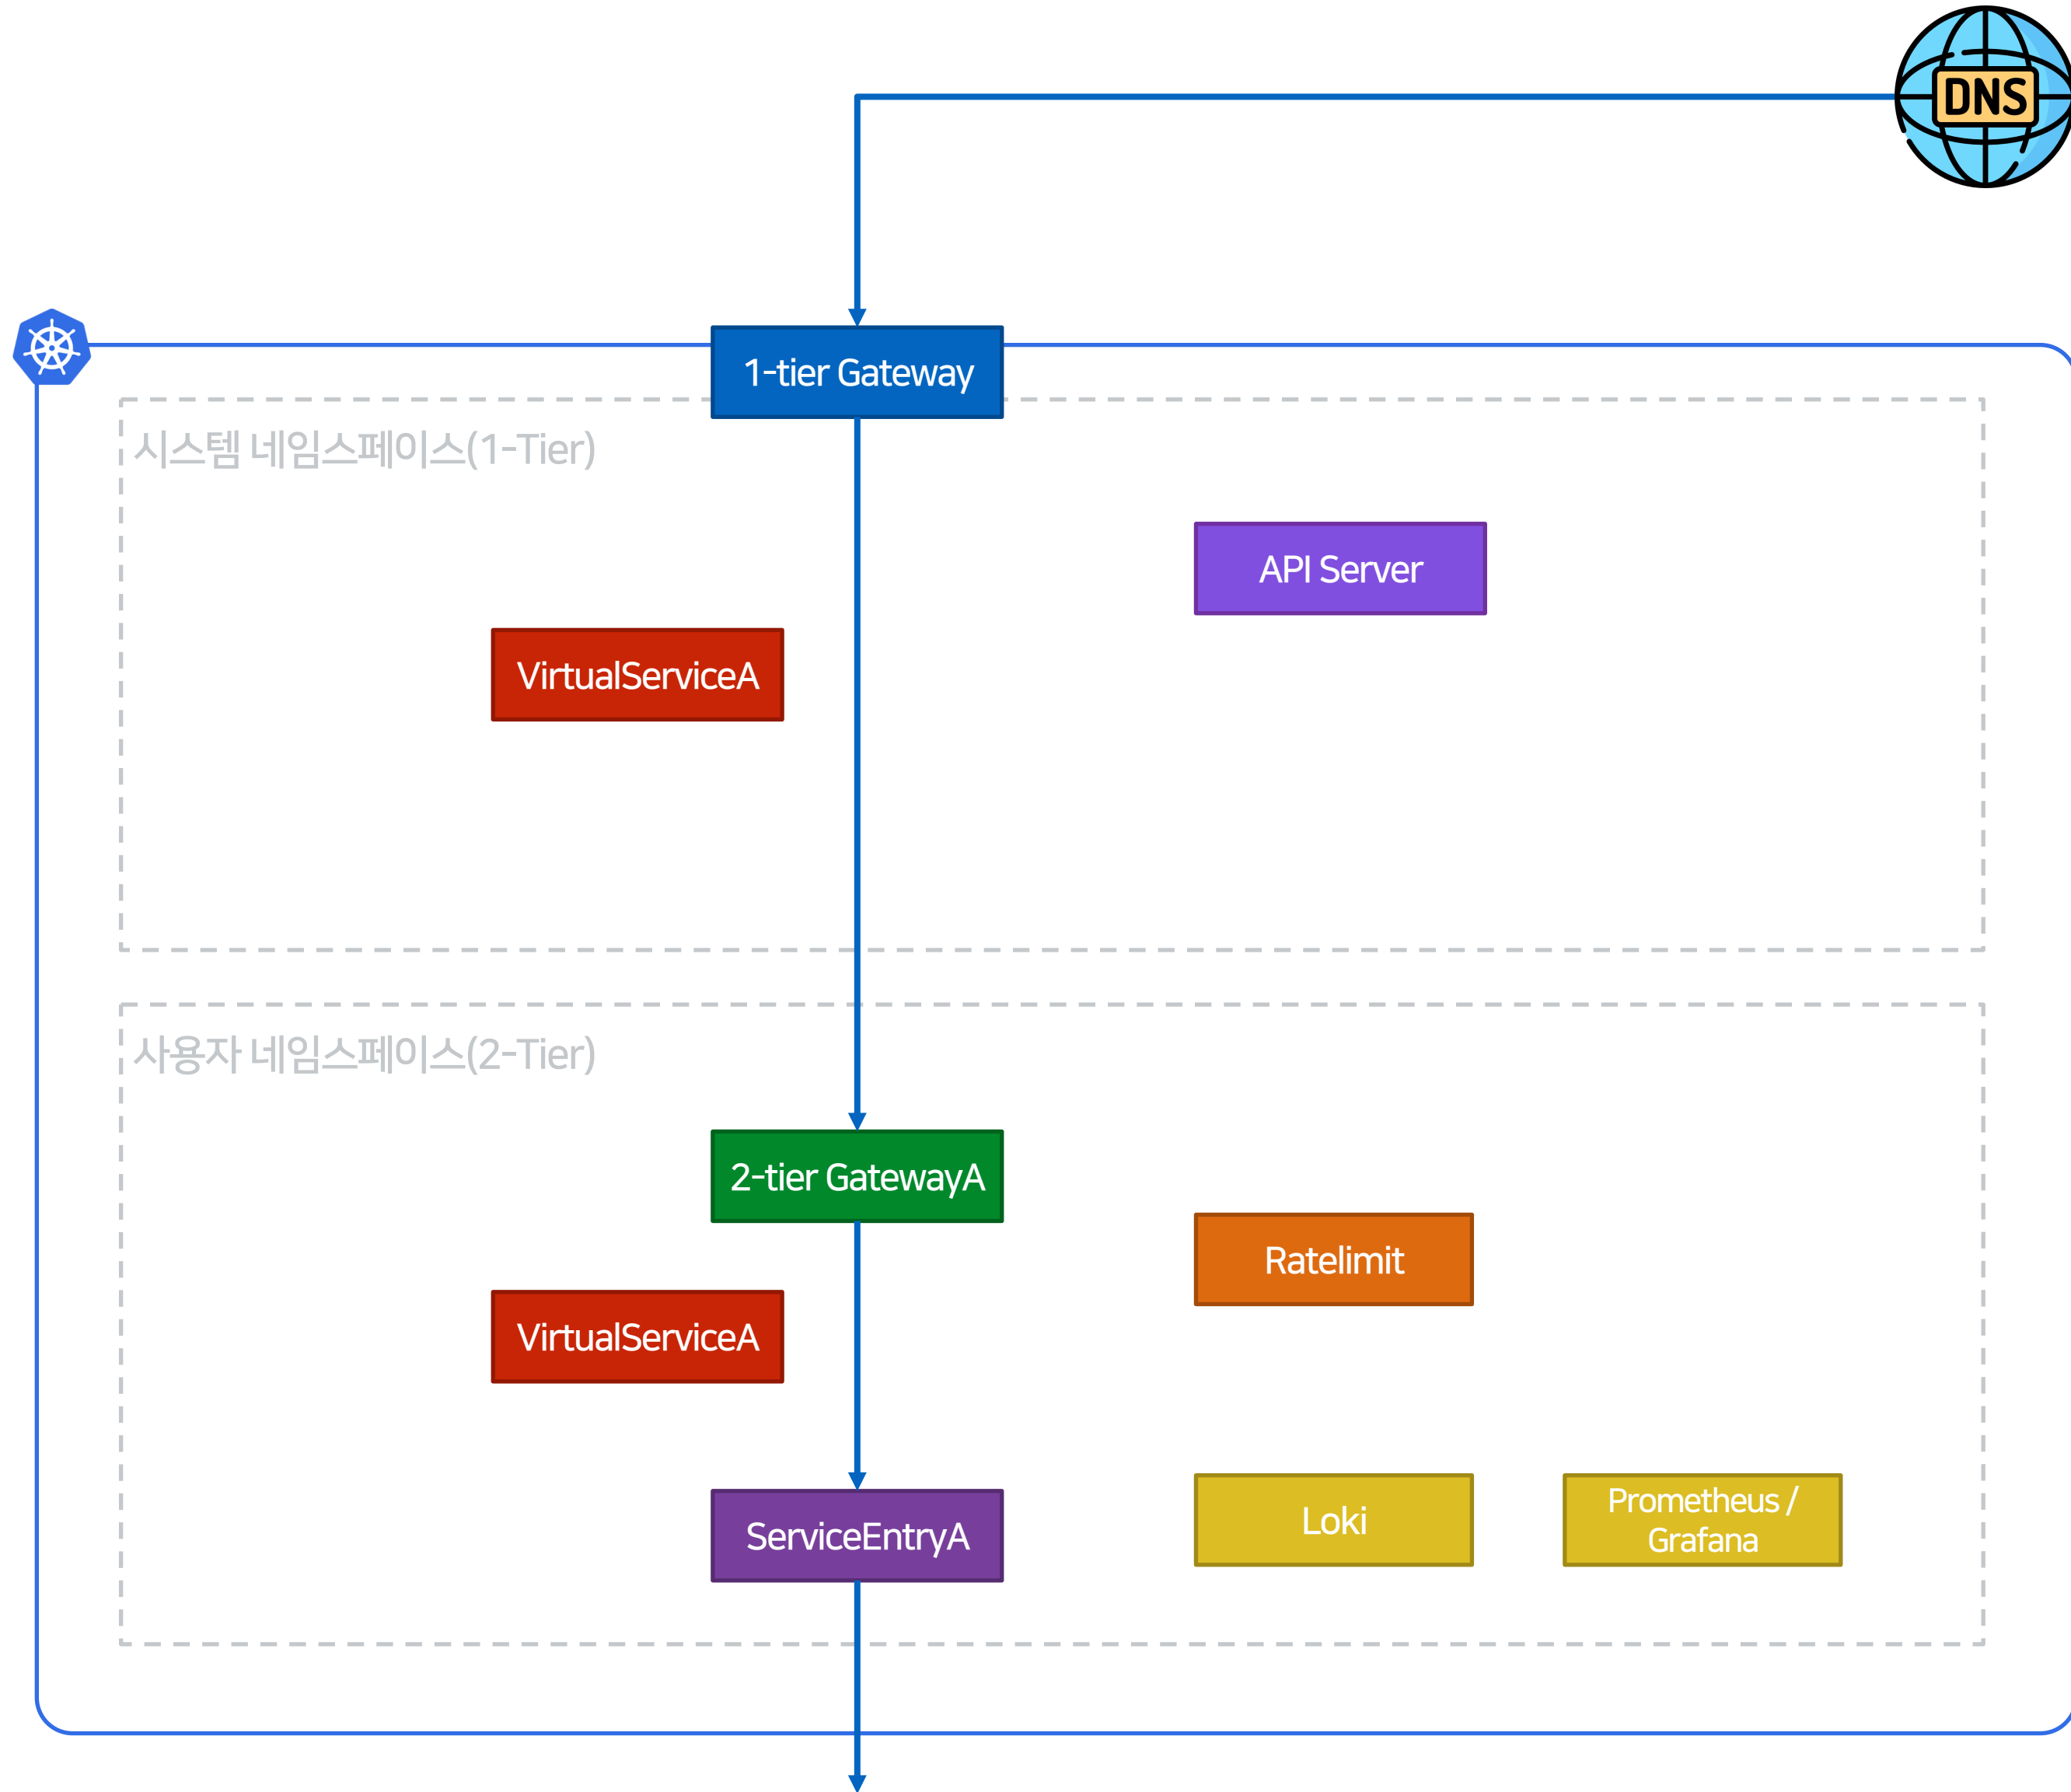 DNS
1-tier Gateway
시스템 네임스페이스(1-Tier)
API Server
VirtualServiceA
사용자 네임스페이스(2-Tier)
2-tier GatewayA
Ratelimit
VirtualServiceA
ServiceEntryA
Loki
Prometheus /
Grafana